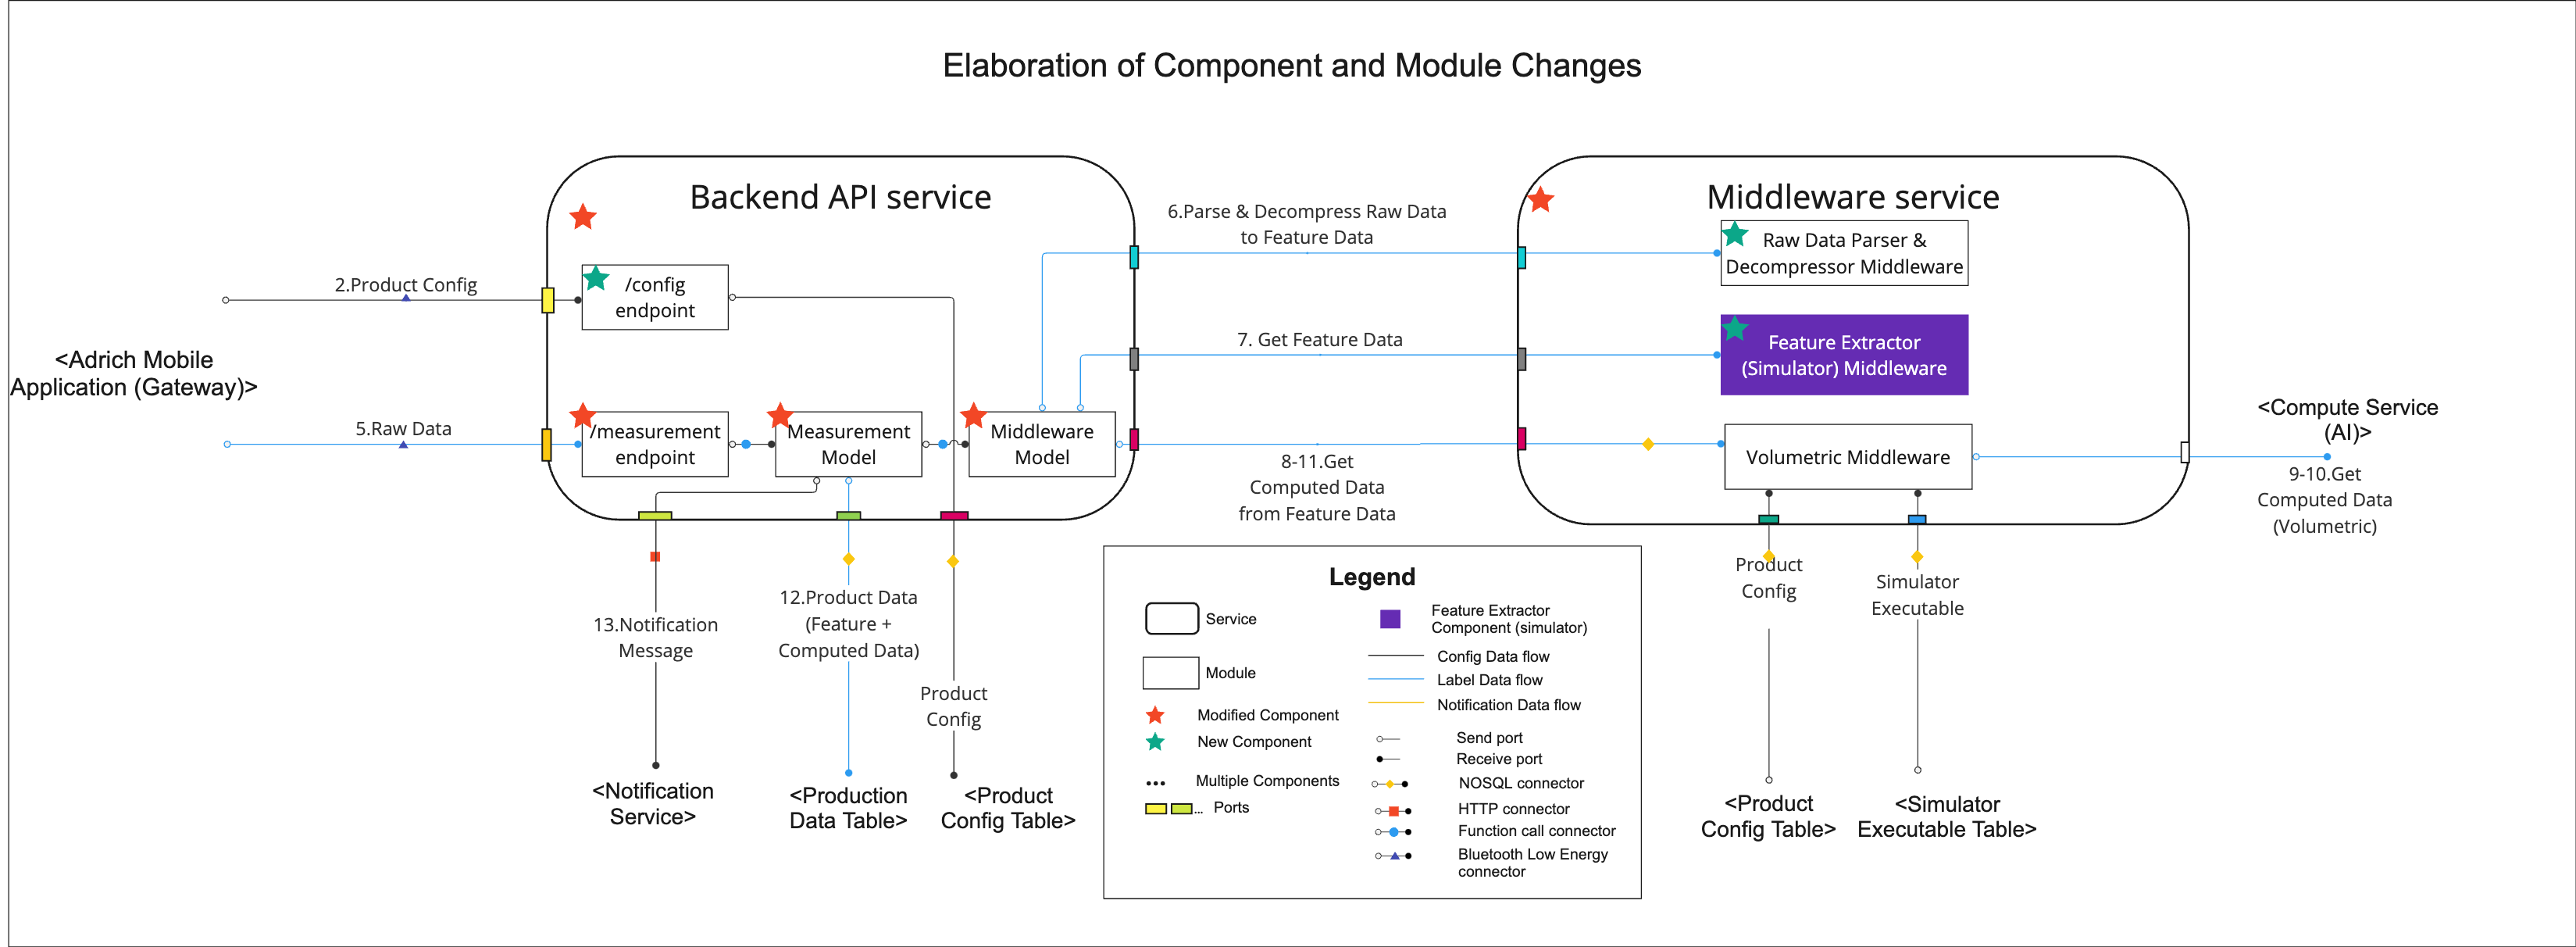 Elaboration of Component and Module Changes
Backend API service
Middleware service
6.Parse & Decompress Raw Data
to Feature Data
Raw Data Parser &
Decompressor Middleware
2.Product Config
/config
endpoint
7. Get Feature Data
Feature Extractor
(Simulator) Middleware
<Adrich Mobile
Application (Gateway)>
5.Raw Data
/measurement
endpoint
Measurement
Model
Middleware
Model
8-11.Get
Computed Data
from Feature Data
Volumetric Middleware
<Compute Service
(AI)>
9-10.Get
Computed Data
(Volumetric)
13.Notification
Message
12.Product Data
(Feature +
Computed Data)
Product
Config
Product
Config
Simulator
Executable
<Notification
Service>
<Production
Data Table>
<Product
Config Table>
<Product
Config Table>
<Simulator
Executable Table>
Legend
Service
Module
Modified Component
New Component
Multiple Components
... Ports
Feature Extractor
Component (simulator)
Config Data flow
Label Data flow
Notification Data flow
Send port
Receive port
NOSQL connector
HTTP connector
Function call connector
Bluetooth Low Energy
connector